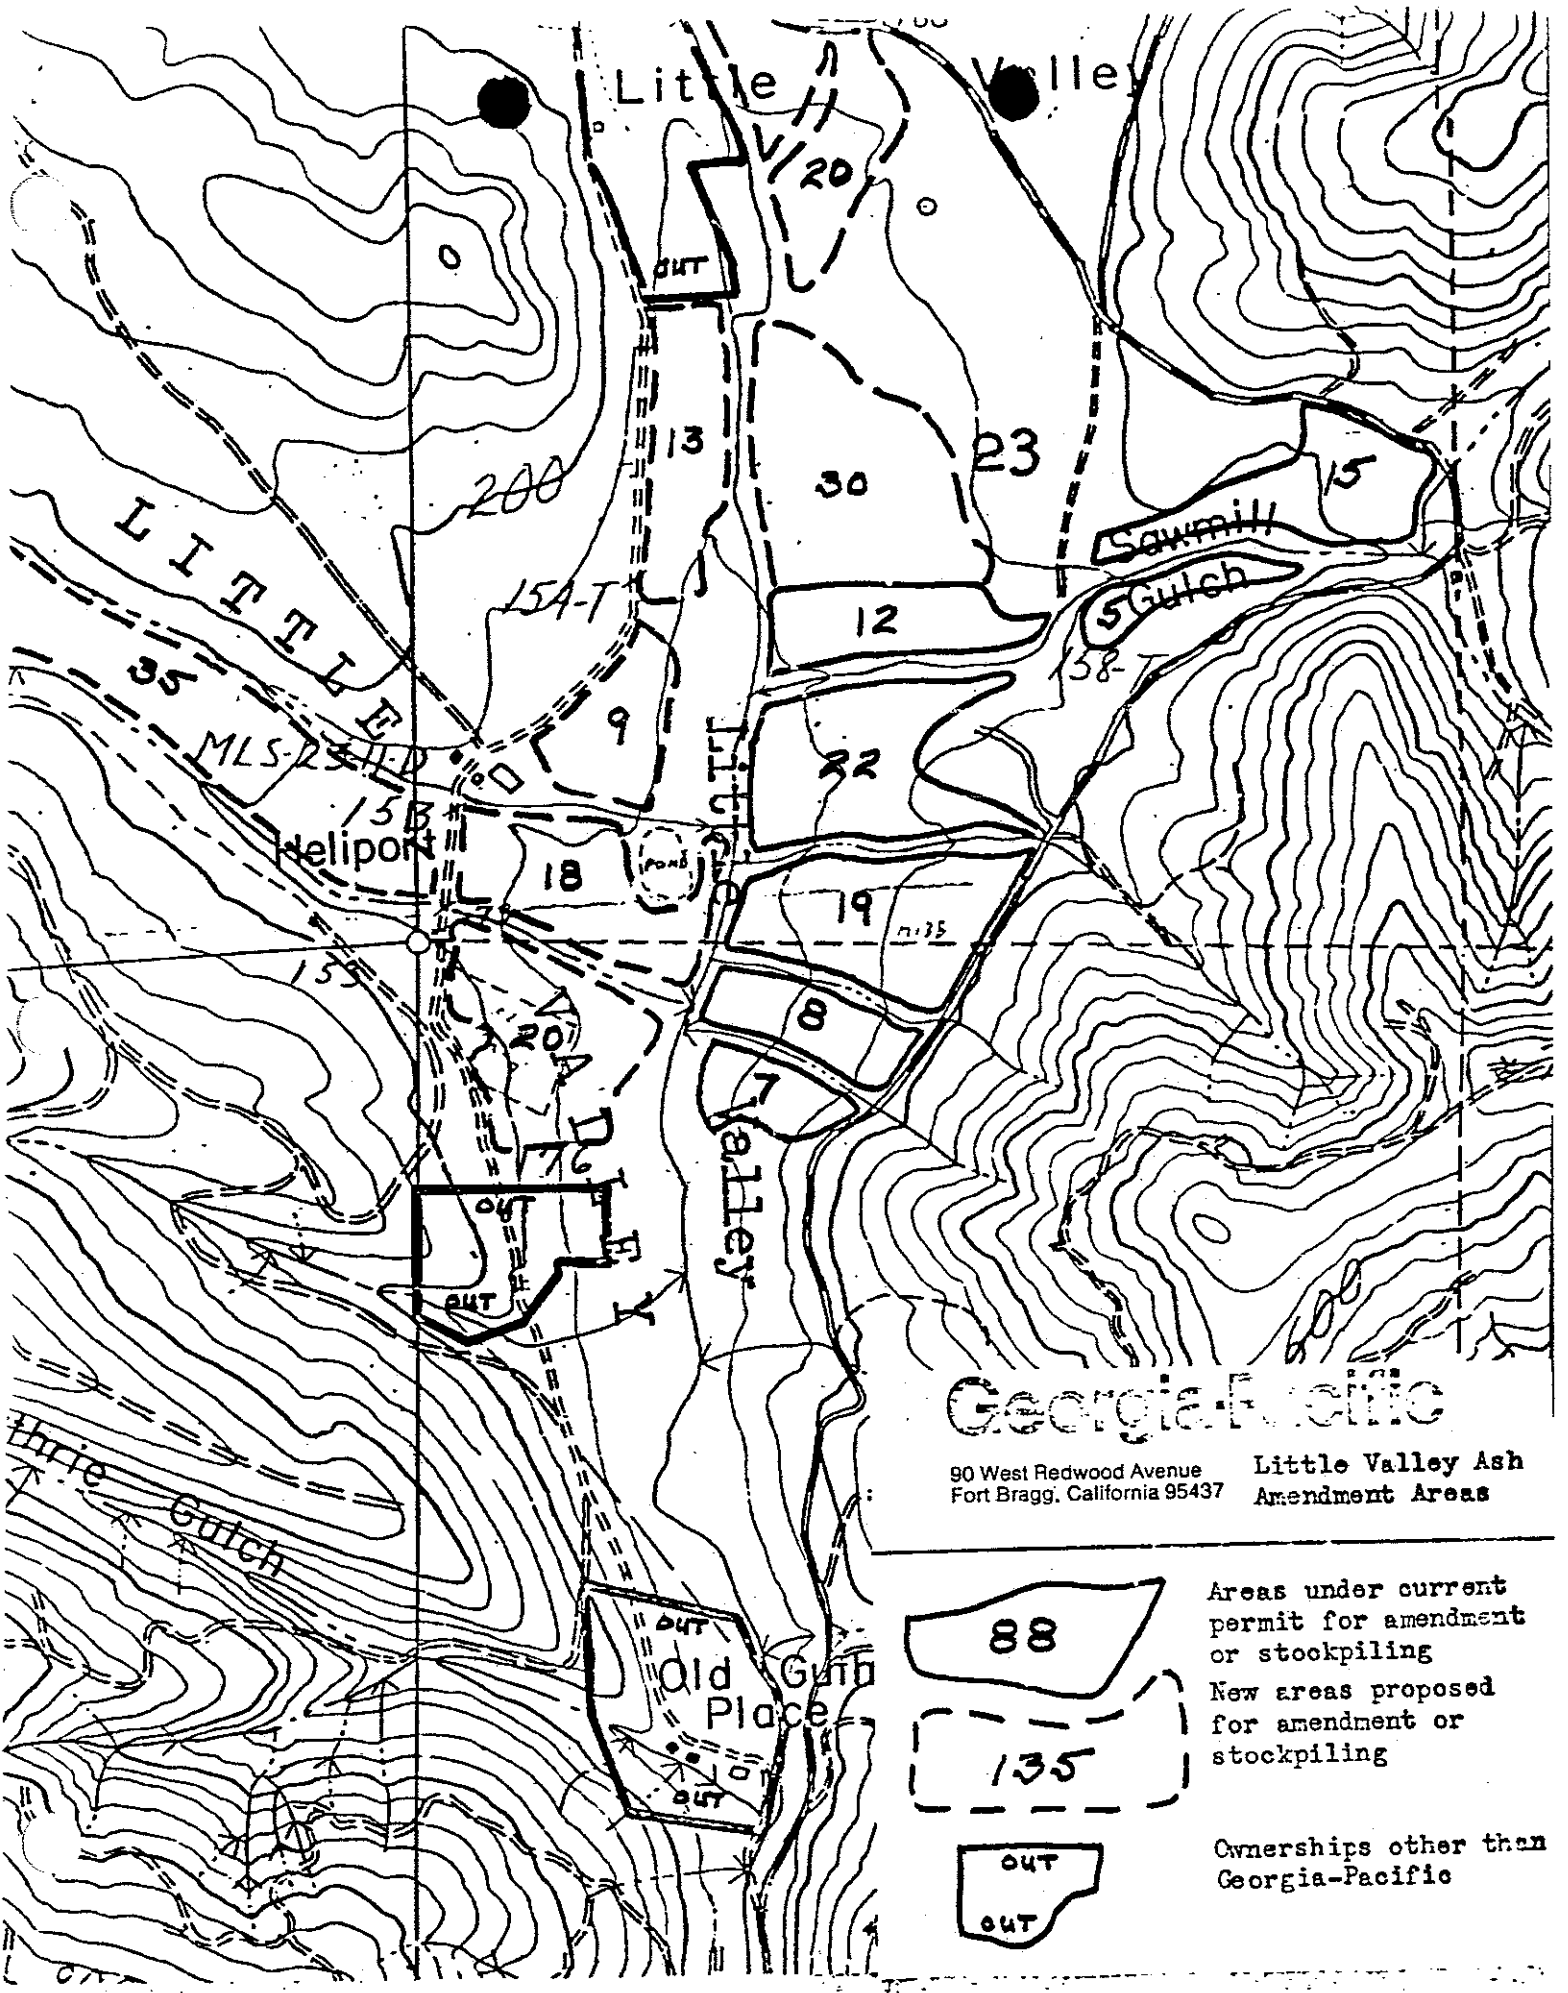 Little Valley
20
OUT
13
30
23
200
15
Sawmill
Gulch
5
LITTLE
154-T
12
158-T
35
9
22
MLS-23
Heliport
18
POND
19
Little
153
8
20
7
VALLEY
Valley
176
OUT
OUT
Georgia-Pacific
90 West Redwood Avenue
Fort Bragg, California 95437
Little Valley Ash
Amendment Areas
thrie Gulch
88
Areas under current
permit for amendment
or stockpiling
OUT
Old
Place
OUT
135
New areas proposed
for amendment or
stockpiling
OUT
OUT
Ownerships other than
Georgia-Pacific